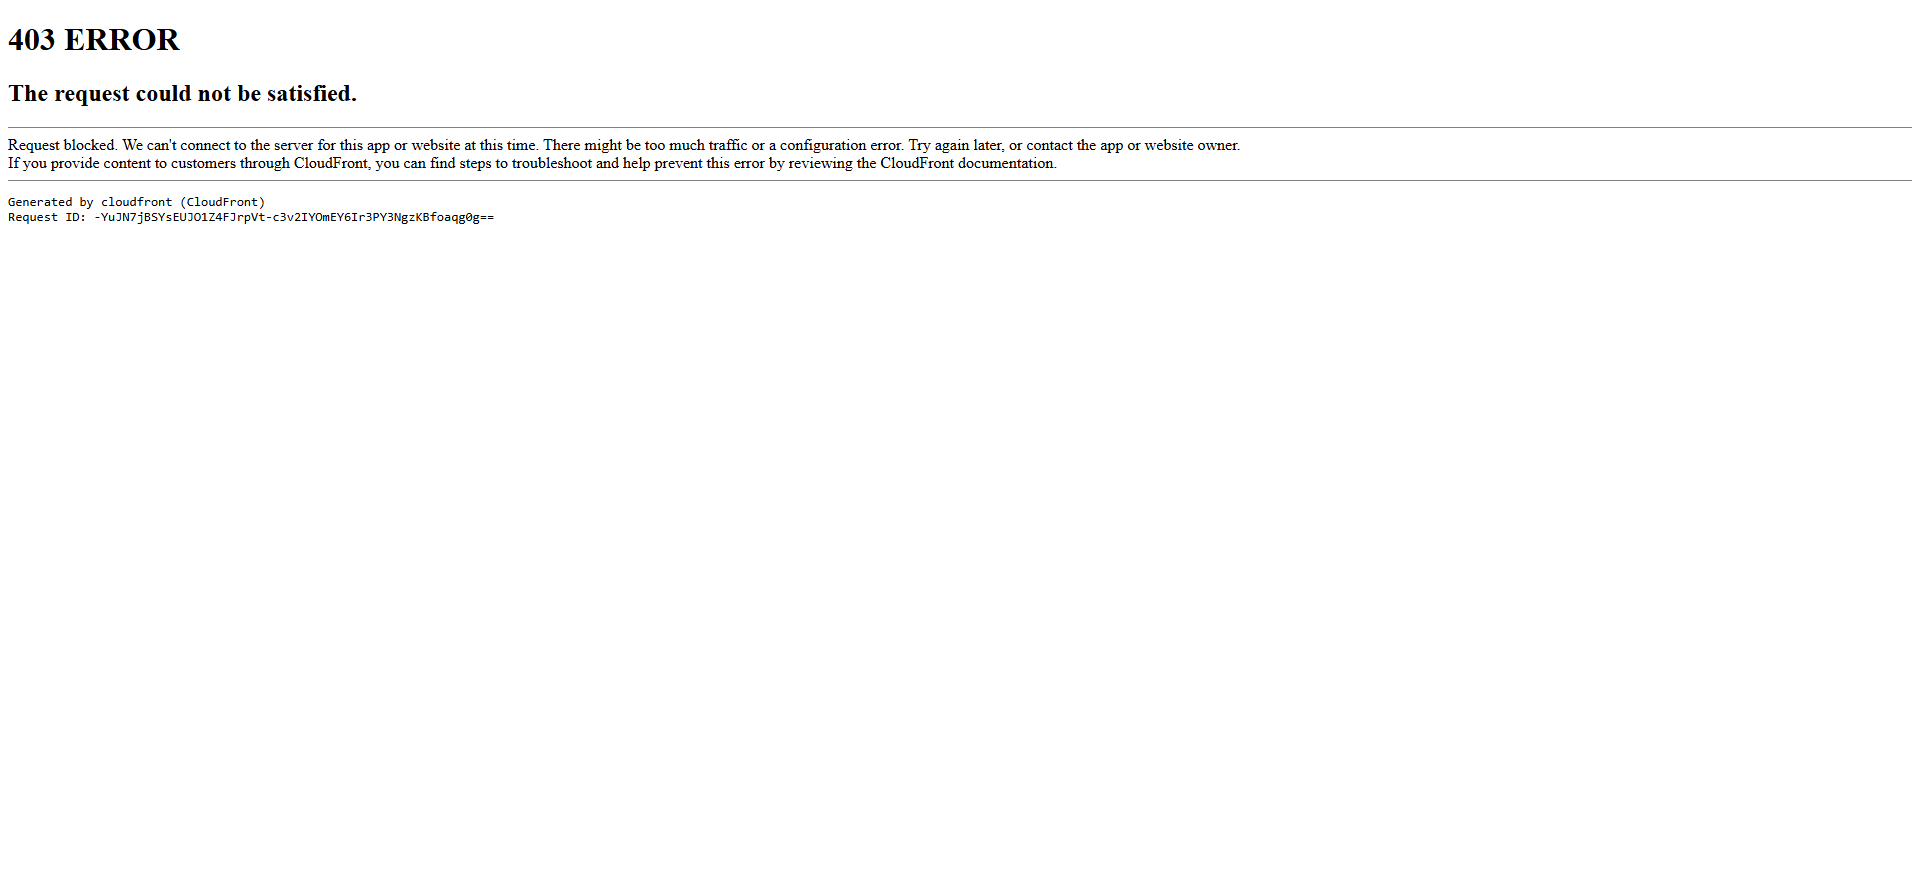 403 ERROR
The request could not be satisfied.
Request blocked. We can't connect to the server for this app or website at this time. There might be too much traffic or a configuration error. Try again later, or contact the app or website owner.
If you provide content to customers through CloudFront, you can find steps to troubleshoot and help prevent this error by reviewing the CloudFront documentation.
Generated by cloudfront (CloudFront)
Request ID: -YuJN7jBSYsEUJO1Z4FJrpVt-c3v2IYOmEY6Ir3PY3NgzKBfoaqg0g==